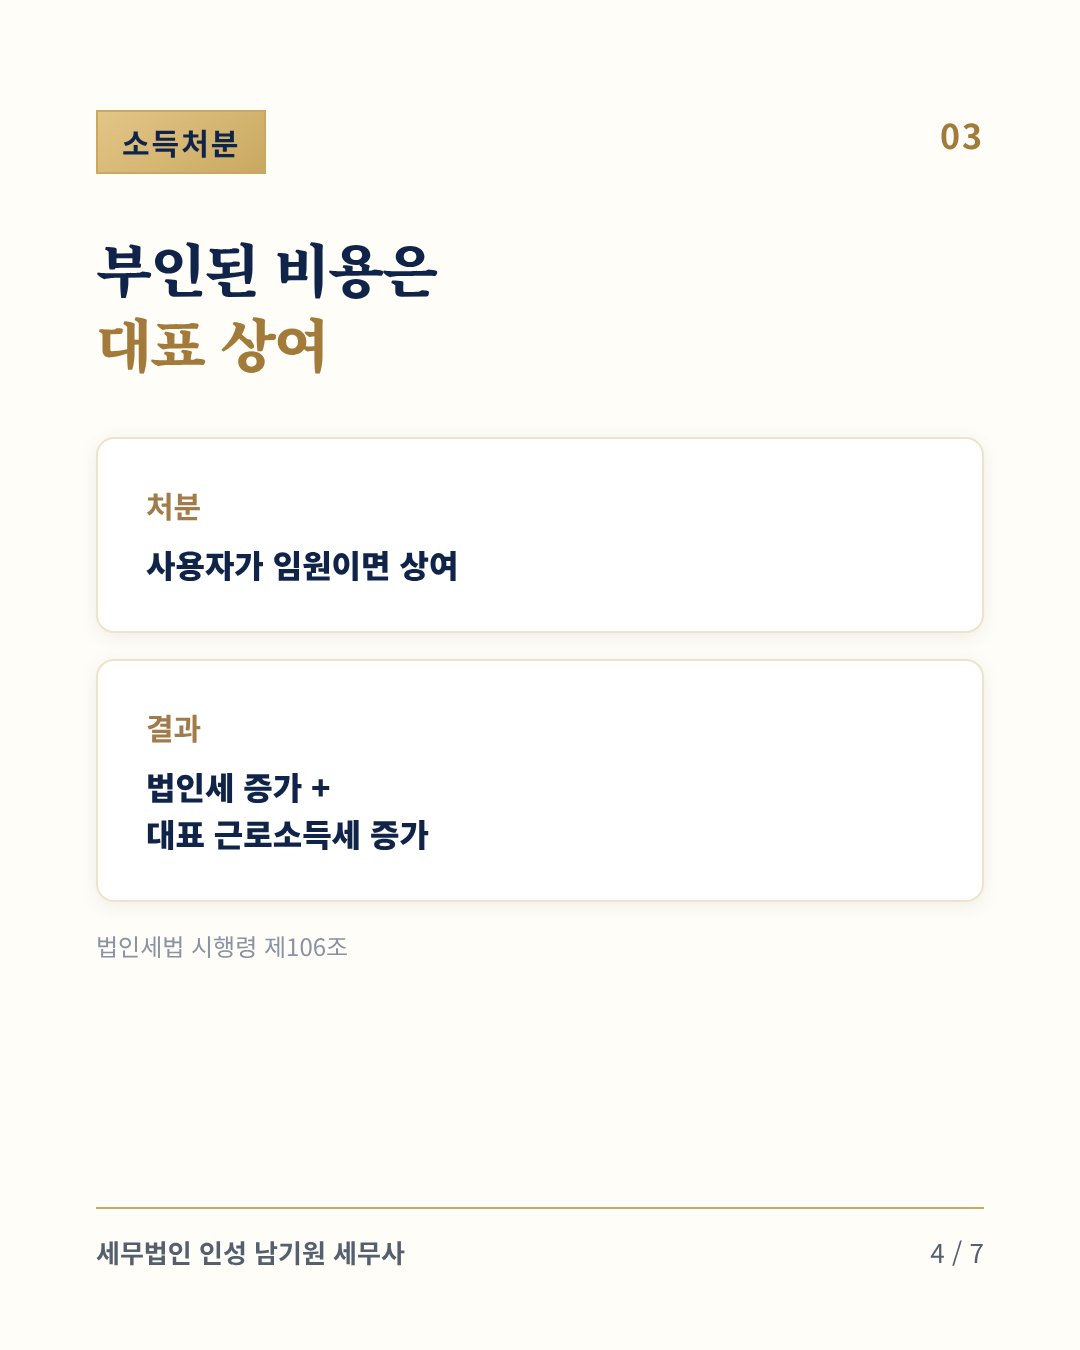 소득처분
03
부인된 비용은
대표 상여
처분
사용자가 임원이면 상여
결과
법인세 증가 +
대표 근로소득세 증가
법인세법 시행령 제106조
세무법인 인성 남기원 세무사
4 / 7